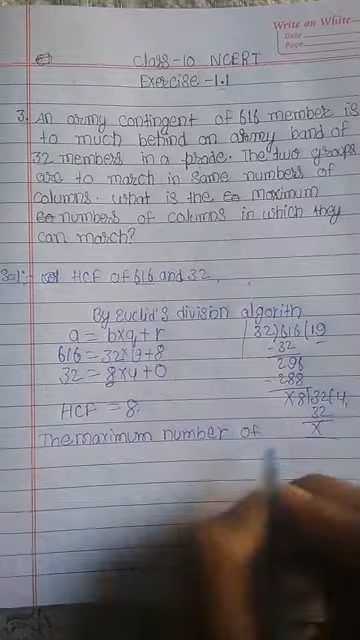 Write on White
Date
Page
Class-10 NCERT
Exercise-1.1
3. An army contingent of 616 member is
to much behind on army band of
32 members in a prade. The two groups
are to march in same numbers of
columns. what is the maximum
numbers of columns in which they
can march?
Sol:- HCF of 616 and 32.
By Euclid's division algorith
a = bxq+r
616=32x19+8
32 = 8x4+0
HCF = 8.
32)616(19
-32
296
-288
x8)32(4
32
x
The maximum number of